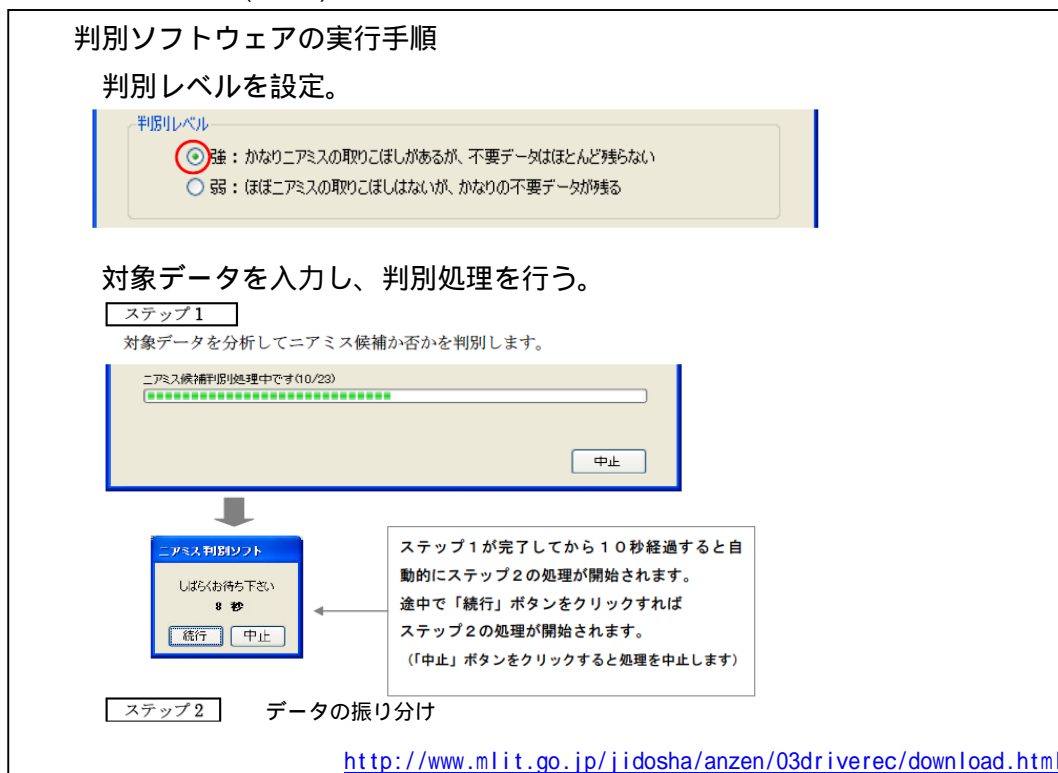 判別ソフトウェアの実行手順
判別レベルを設定。
判別レベル
強：かなりニアミスの取りこぼしがあるが、不要データはほとんど残らない
弱：ほぼニアミスの取りこぼしはないが、かなりの不要データが残る
対象データを入力し、判別処理を行う。
ステップ1
対象データを分析してニアミス候補か否かを判別します。
ニアミス候補判別処理中です(10/23)
中止
ニアミス判別ソフト
しばらくお待ち下さい
8 秒
続行 中止
ステップ１が完了してから１０秒経過すると自
動的にステップ２の処理が開始されます。
途中で「続行」ボタンをクリックすれば
ステップ２の処理が開始されます。
（「中止」ボタンをクリックすると処理を中止します）
ステップ2 データの振り分け
http://www.mlit.go.jp/jidosha/anzen/03driverec/download.html